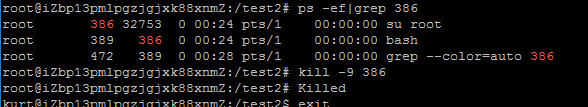 root@iZbp13pmlpgzjgjxk88xnmZ:/test2# ps -ef|grep 386
root 386 32753 0 00:24 pts/1 00:00:00 su root
root 389 386 0 00:24 pts/1 00:00:00 bash
root 472 389 0 00:28 pts/1 00:00:00 grep --color=auto 386
root@iZbp13pmlpgzjgjxk88xnmZ:/test2# kill -9 386
root@iZbp13pmlpgzjgjxk88xnmZ:/test2# Killed
kurt@iZbp13pmlpgzjgjxk88xnmZ:/test2$ exit